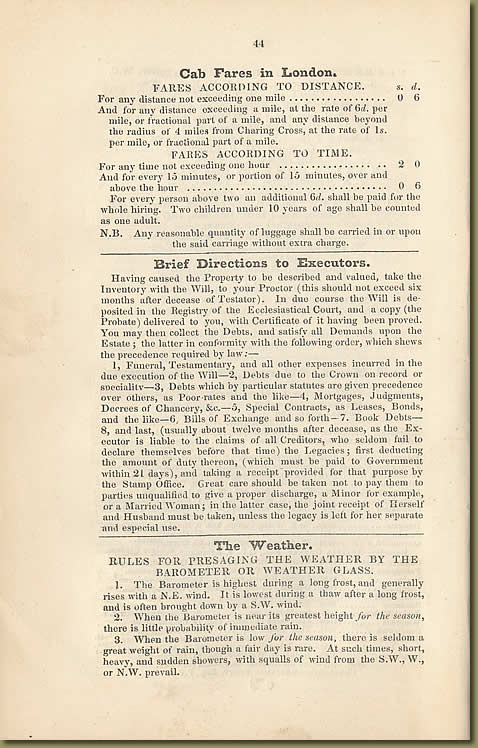 44
Cab Fares in London.
FARES ACCORDING TO DISTANCE. s. d.
For any distance not exceeding one mile .................. 0 6
And for any distance exceeding a mile, at the rate of 6d. per
mile, or fractional part of a mile, and any distance beyond
the radius of 4 miles from Charing Cross, at the rate of 1s.
per mile, or fractional part of a mile.
FARES ACCORDING TO TIME.
For any time not exceeding one hour .................. .. 2 0
And for every 15 minutes, or portion of 15 minutes, over and
above the hour ..................................... 0 6
For every person above two an additional 6d. shall be paid for the
whole hiring. Two children under 10 years of age shall be counted
as one adult.
N.B. Any reasonable quantity of luggage shall be carried in or upon
the said carriage without extra charge.
Brief Directions to Executors.
Having caused the Property to be described and valued, take the
Inventory with the Will, to your Proctor (this should not exceed six
months after decease of Testator). In due course the Will is de-
posited in the Registry of the Ecclesiastical Court, and a copy (the
Probate) delivered to you, with Certificate of it having been proved.
You may then collect the Debts, and satisfy all Demands upon the
Estate; the latter in conformity with the following order, which shews
the precedence required by law:—
1, Funeral, Testamentary, and all other expenses incurred in the
due execution of the Will—2, Debts due to the Crown on record or
speciality—3, Debts which by particular statutes are given precedence
over others, as Poor-rates and the like—4, Mortgages, Judgments,
Decrees of Chancery, &c.—5, Special Contracts, as Leases, Bonds,
and the like—6, Bills of Exchange and so forth—7. Book Debts—
8, and last, (usually about twelve months after decease, as the Ex-
ecutor is liable to the claims of all Creditors, who seldom fail to
declare themselves before that time) the Legacies; first deducting
the amount of duty thereon, (which must be paid to Government
within 21 days), and taking a receipt provided for that purpose by
the Stamp Office. Great care should be taken not to pay them to
parties unqualified to give a proper discharge, a Minor for example,
or a Married Woman; in the latter case, the joint receipt of Herself
and Husband must be taken, unless the legacy is left for her separate
and especial use.
The Weather.
RULES FOR PRESAGING THE WEATHER BY THE
BAROMETER OR WEATHER GLASS.
1. The Barometer is highest during a long frost, and generally
rises with a N.E. wind. It is lowest during a thaw after a long frost,
and is often brought down by a S.W. wind.
2. When the Barometer is near its greatest height for the season,
there is little probability of immediate rain.
3. When the Barometer is low for the season, there is seldom a
great weight of rain, though a fair day is rare. At such times, short,
heavy, and sudden showers, with squalls of wind from the S.W., W.,
or N.W. prevail.